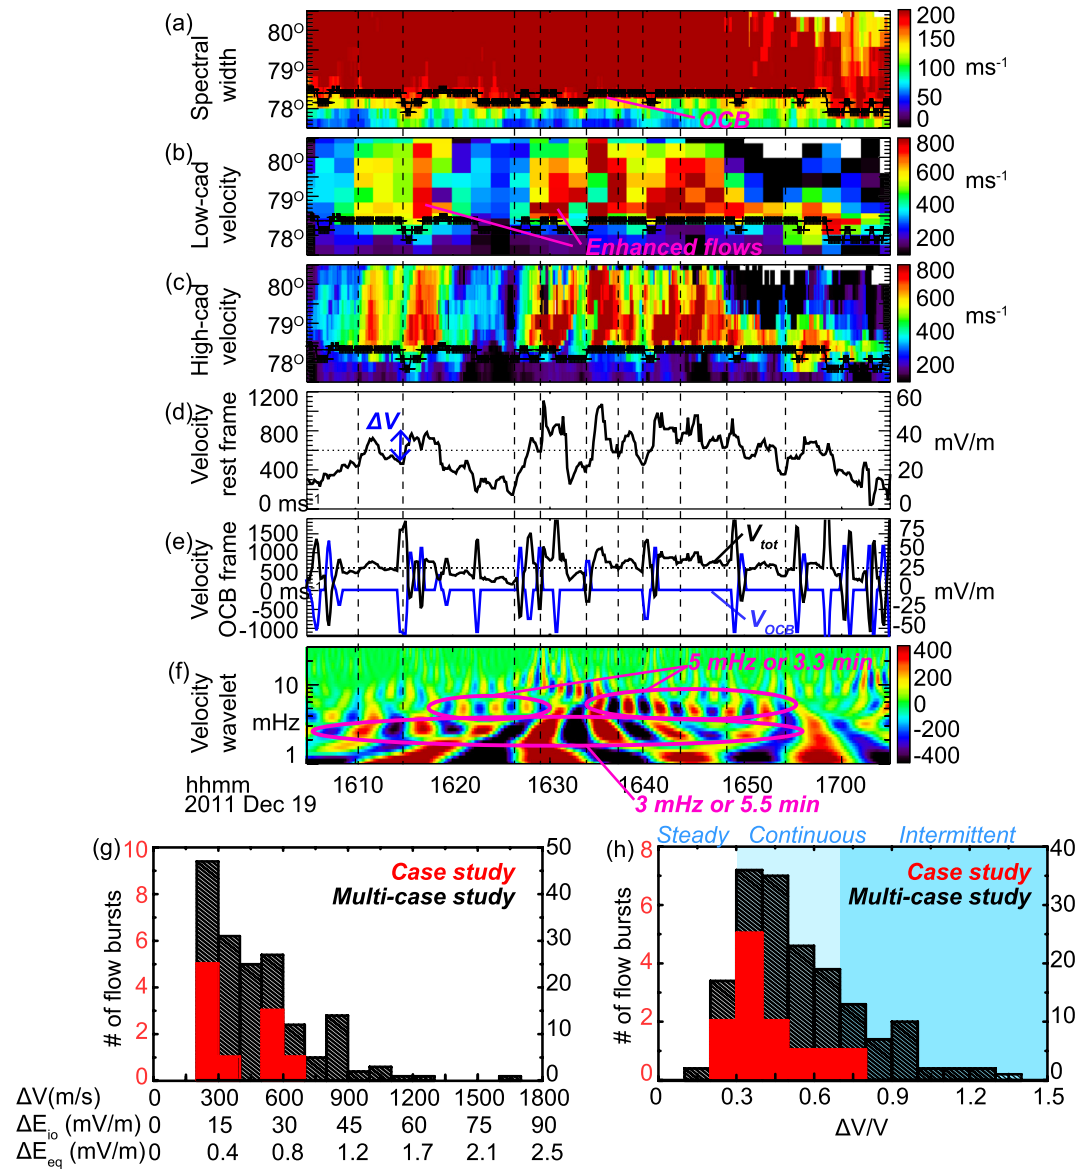 (a)
Spectral width
80° 79° 78°
OCB
200 150 100 50 0
ms-1
(b)
Low-cad velocity
80° 79° 78°
Enhanced flows
800 600 400 200
ms-1
(c)
High-cad velocity
80° 79° 78°
800 600 400 200
ms-1
(d)
Velocity rest frame
1200 800 400 0 ms-1
ΔV
60 40 20 0
mV/m
(e)
Velocity OCB frame
1500 1000 500 0 ms-1 -500 -1000
Vtot
VOCB
75 50 25 0 -25 -50
mV/m
(f)
Velocity wavelet
10 mHz 1
5 mHz or 3.3 min
400 200 0 -200 -400
hhmm 1610 1620 1630 1640 1650 1700
2011 Dec 19
3 mHz or 5.5 min
(g)
# of flow bursts
10 8 6 4 2 0
Case study
Multi-case study
50 40 30 20 10 0
ΔV(m/s) 0 300 600 900 1200 1500 1800
ΔEio (mV/m) 0 15 30 45 60 75 90
ΔEeq (mV/m) 0 0.4 0.8 1.2 1.7 2.1 2.5
Steady Continuous Intermittent
(h)
# of flow bursts
8 6 4 2 0
Case study
Multi-case study
40 30 20 10 0
0.0 0.3 0.6 0.9 1.2 1.5
ΔV/V